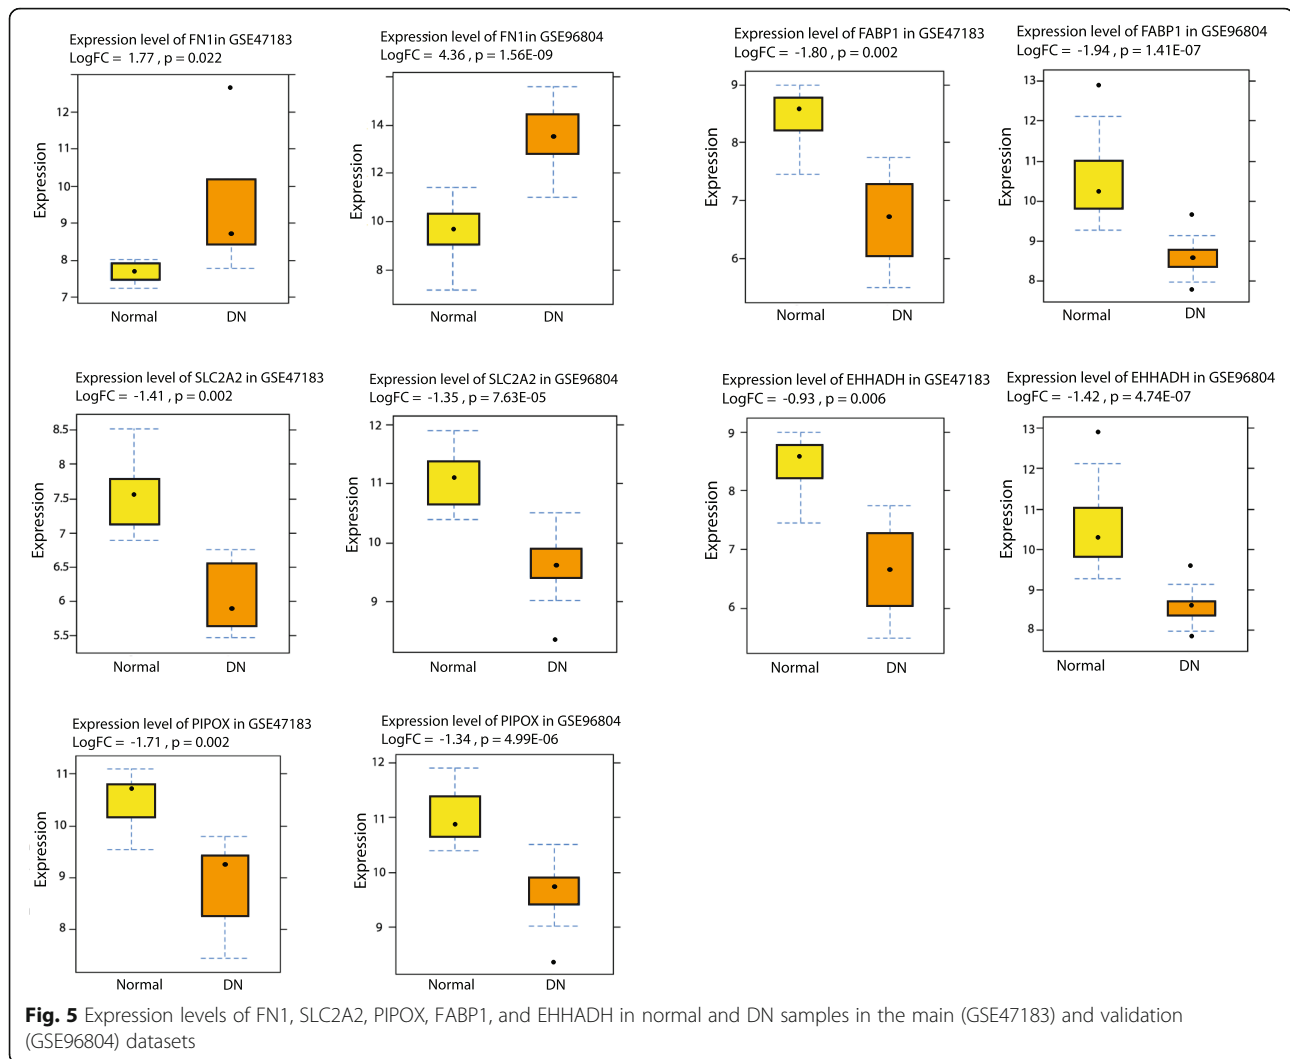 Expression level of FN1in GSE47183
LogFC = 1.77 , p = 0.022
Expression
12
11
10
9
8
7
Normal
DN
Expression level of FN1in GSE96804
LogFC = 4.36 , p = 1.56E-09
Expression
14
12
10
8
Normal
DN
Expression level of FABP1 in GSE47183
LogFC = -1.80 , p = 0.002
Expression
9
8
7
6
Normal
DN
Expression level of FABP1 in GSE96804
LogFC = -1.94 , p = 1.41E-07
Expression
13
12
11
10
9
8
Normal
DN
Expression level of SLC2A2 in GSE47183
LogFC = -1.41 , p = 0.002
Expression
8.5
8
7.5
7
6.5
6
5.5
Normal
DN
Expression level of SLC2A2 in GSE96804
LogFC = -1.35 , p = 7.63E-05
Expression
12
11
10
9
Normal
DN
Expression level of EHHADH in GSE47183
LogFC = -0.93 , p = 0.006
Expression
9
8
7
6
Normal
DN
Expression level of EHHADH in GSE96804
LogFC = -1.42 , p = 4.74E-07
Expression
13
12
11
10
9
8
Normal
DN
Expression level of PIPOX in GSE47183
LogFC = -1.71 , p = 0.002
Expression
11
10
9
8
Normal
DN
Expression level of PIPOX in GSE96804
LogFC = -1.34 , p = 4.99E-06
Expression
12
11
10
9
Normal
DN
Fig. 5 Expression levels of FN1, SLC2A2, PIPOX, FABP1, and EHHADH in normal and DN samples in the main (GSE47183) and validation
(GSE96804) datasets